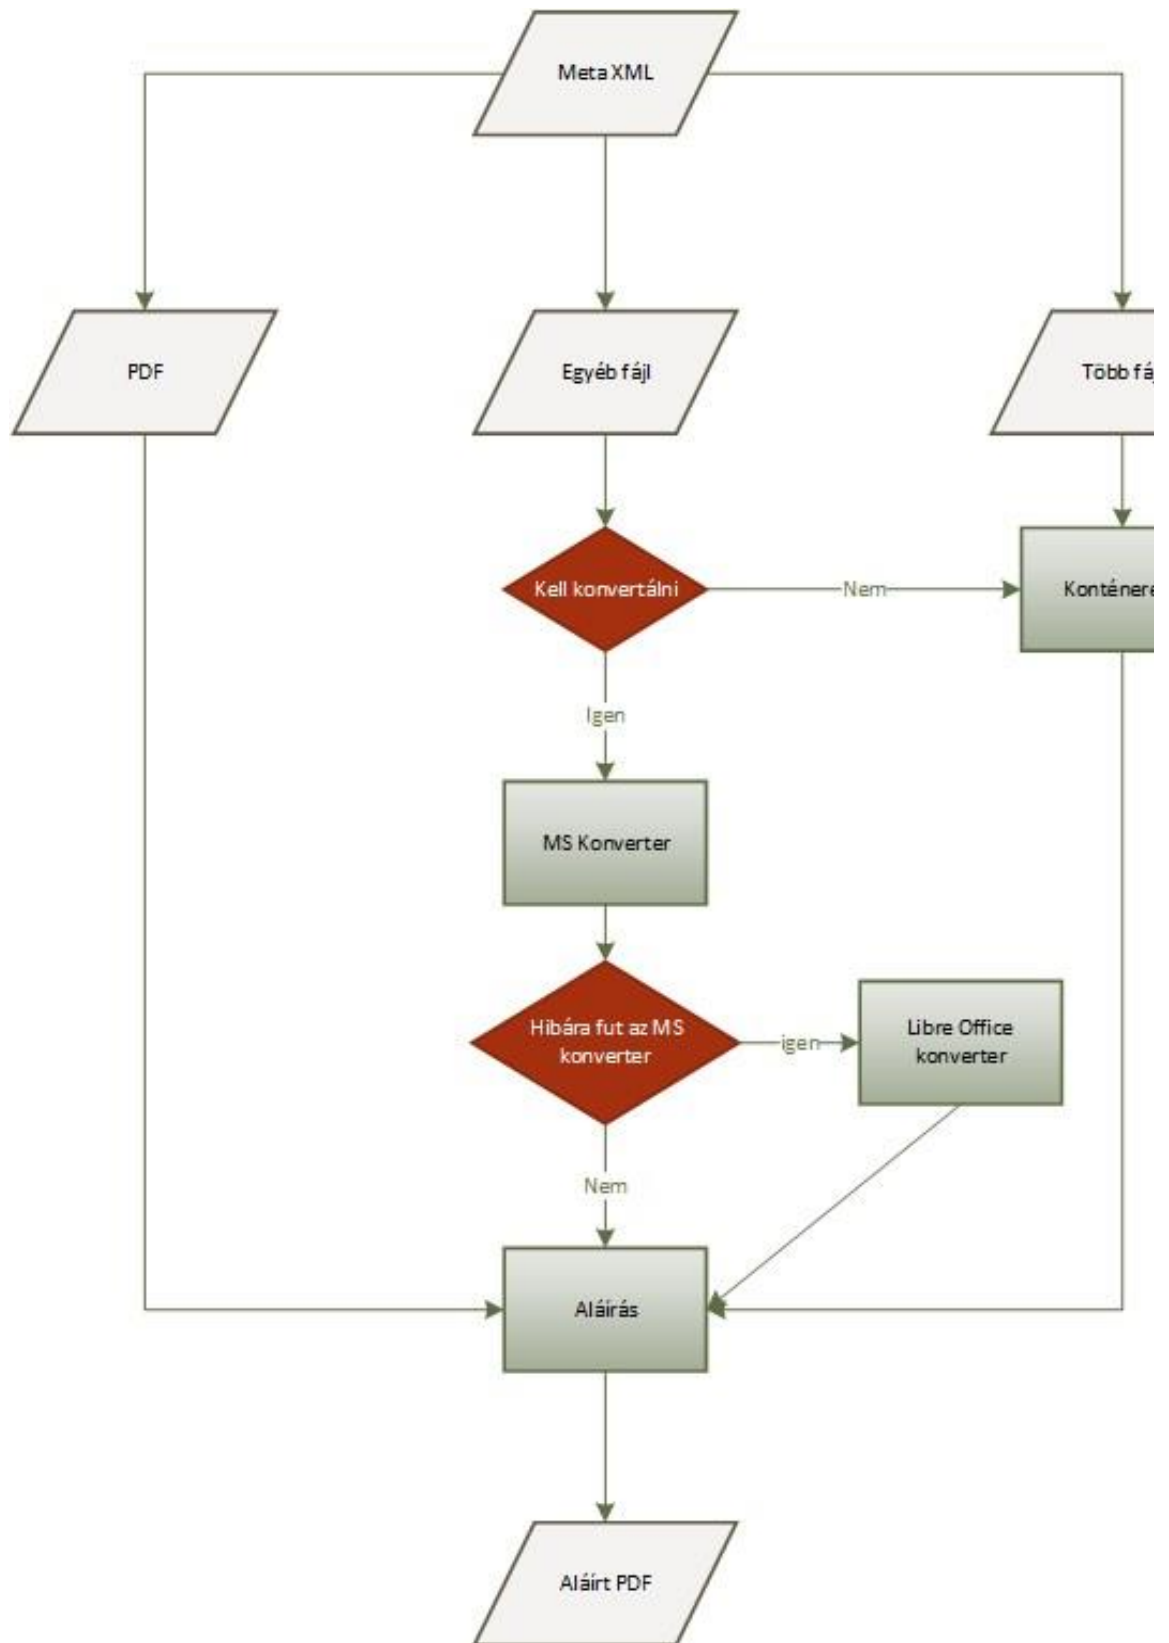 Meta XML
PDF
Egyéb fájl
Több
Kell konvertálni
Nem
Igen
MS Konverter
Hibára fut az MS
konverter
igen
Libre Office
konverter
Nem
Aláírás
Aláírt PDF